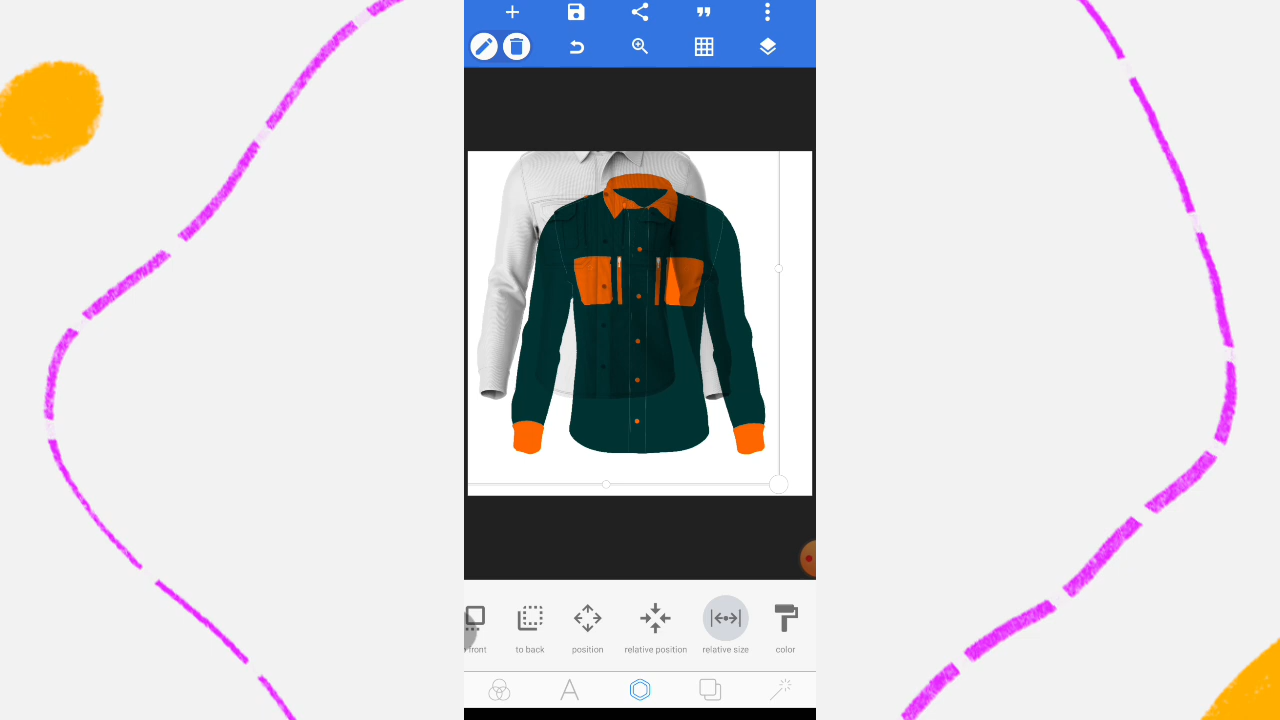 front
to back
position
relative position
relative size
color